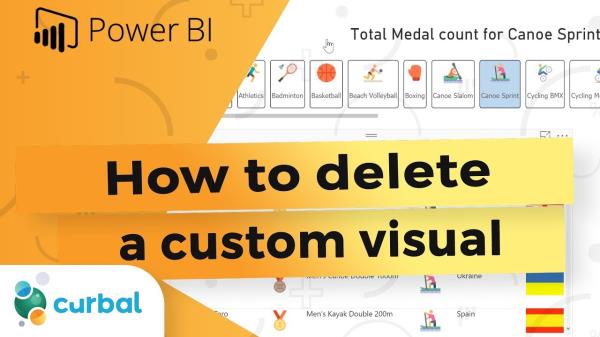 Power BI
Total Medal count for Canoe Sprint
Athletics
Badminton
Basketball
Beach Volleyball
Boxing
Canoe Slalom
Canoe Sprint
Cycling BMX
How to delete
a custom visual
Ukraine
curbal
Men's Kayak Double 200m
Spain